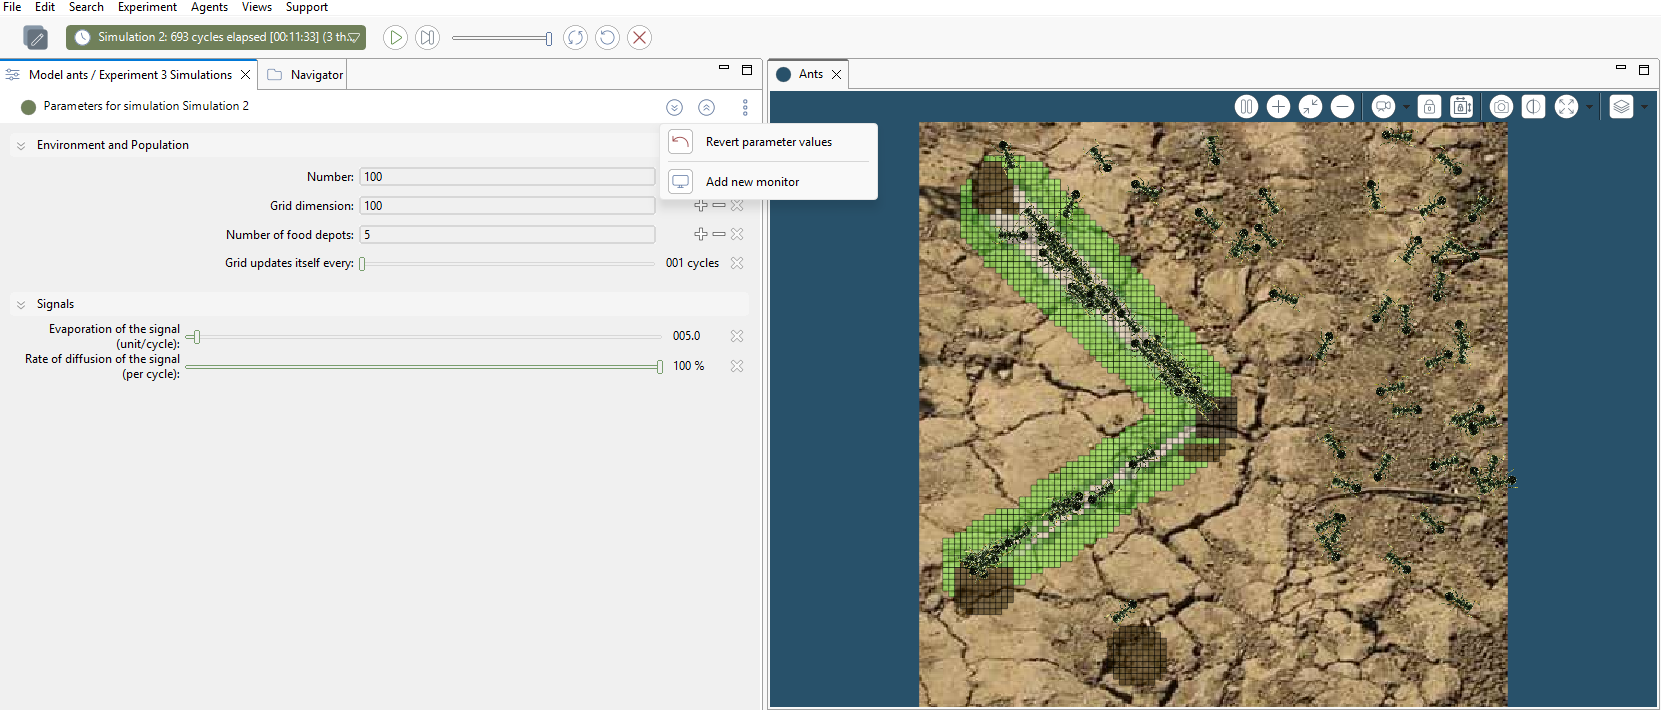 File Edit Search Experiment Agents Views Support
Simulation 2: 693 cycles elapsed [00:11:33] (3 th...
Model ants / Experiment 3 Simulations
Navigator
Ants
Parameters for simulation Simulation 2
Revert parameter values
Add new monitor
Environment and Population
Number: 100
Grid dimension: 100
Number of food depots: 5
Grid updates itself every: 001 cycles
Signals
Evaporation of the signal
(unit/cycle): 005.0
Rate of diffusion of the signal
(per cycle): 100 %